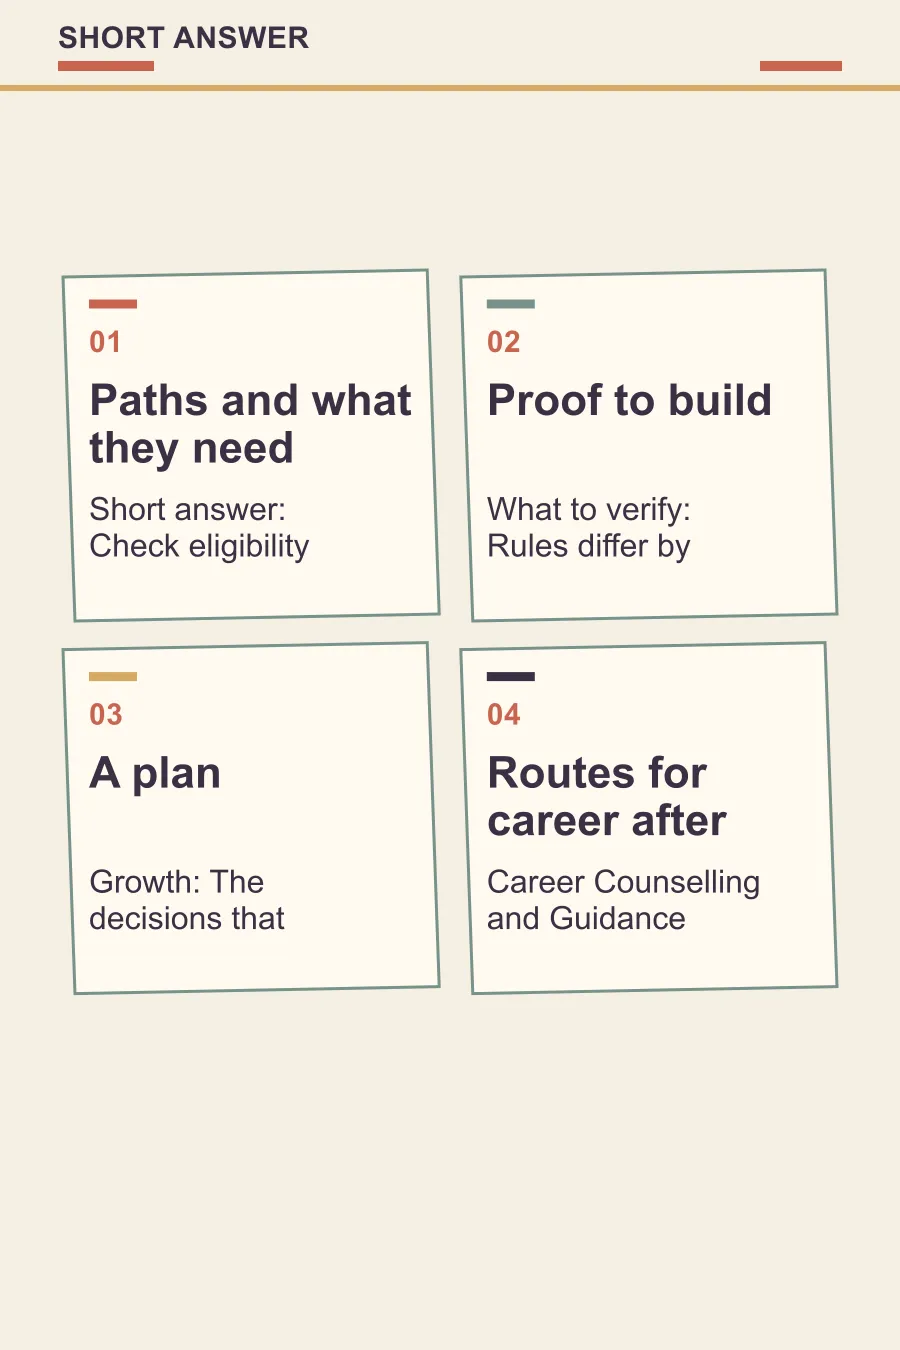 SHORT ANSWER
01
Paths and what
they need
Short answer:
Check eligibility
02
Proof to build
What to verify:
Rules differ by
03
A plan
Growth: The
decisions that
04
Routes for
career after
Career Counselling
and Guidance